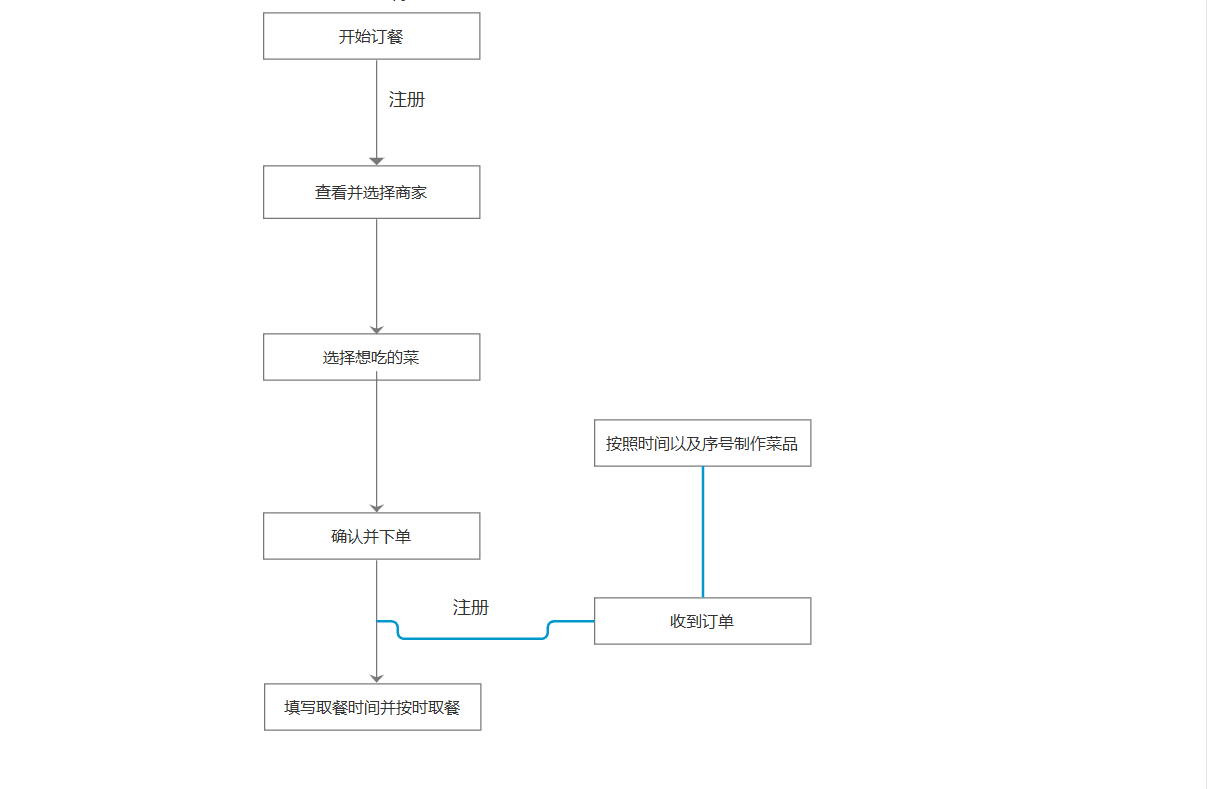 开始订餐
注册
查看并选择商家
选择想吃的菜
按照时间以及序号制作菜品
确认并下单
注册
收到订单
填写取餐时间并按时取餐